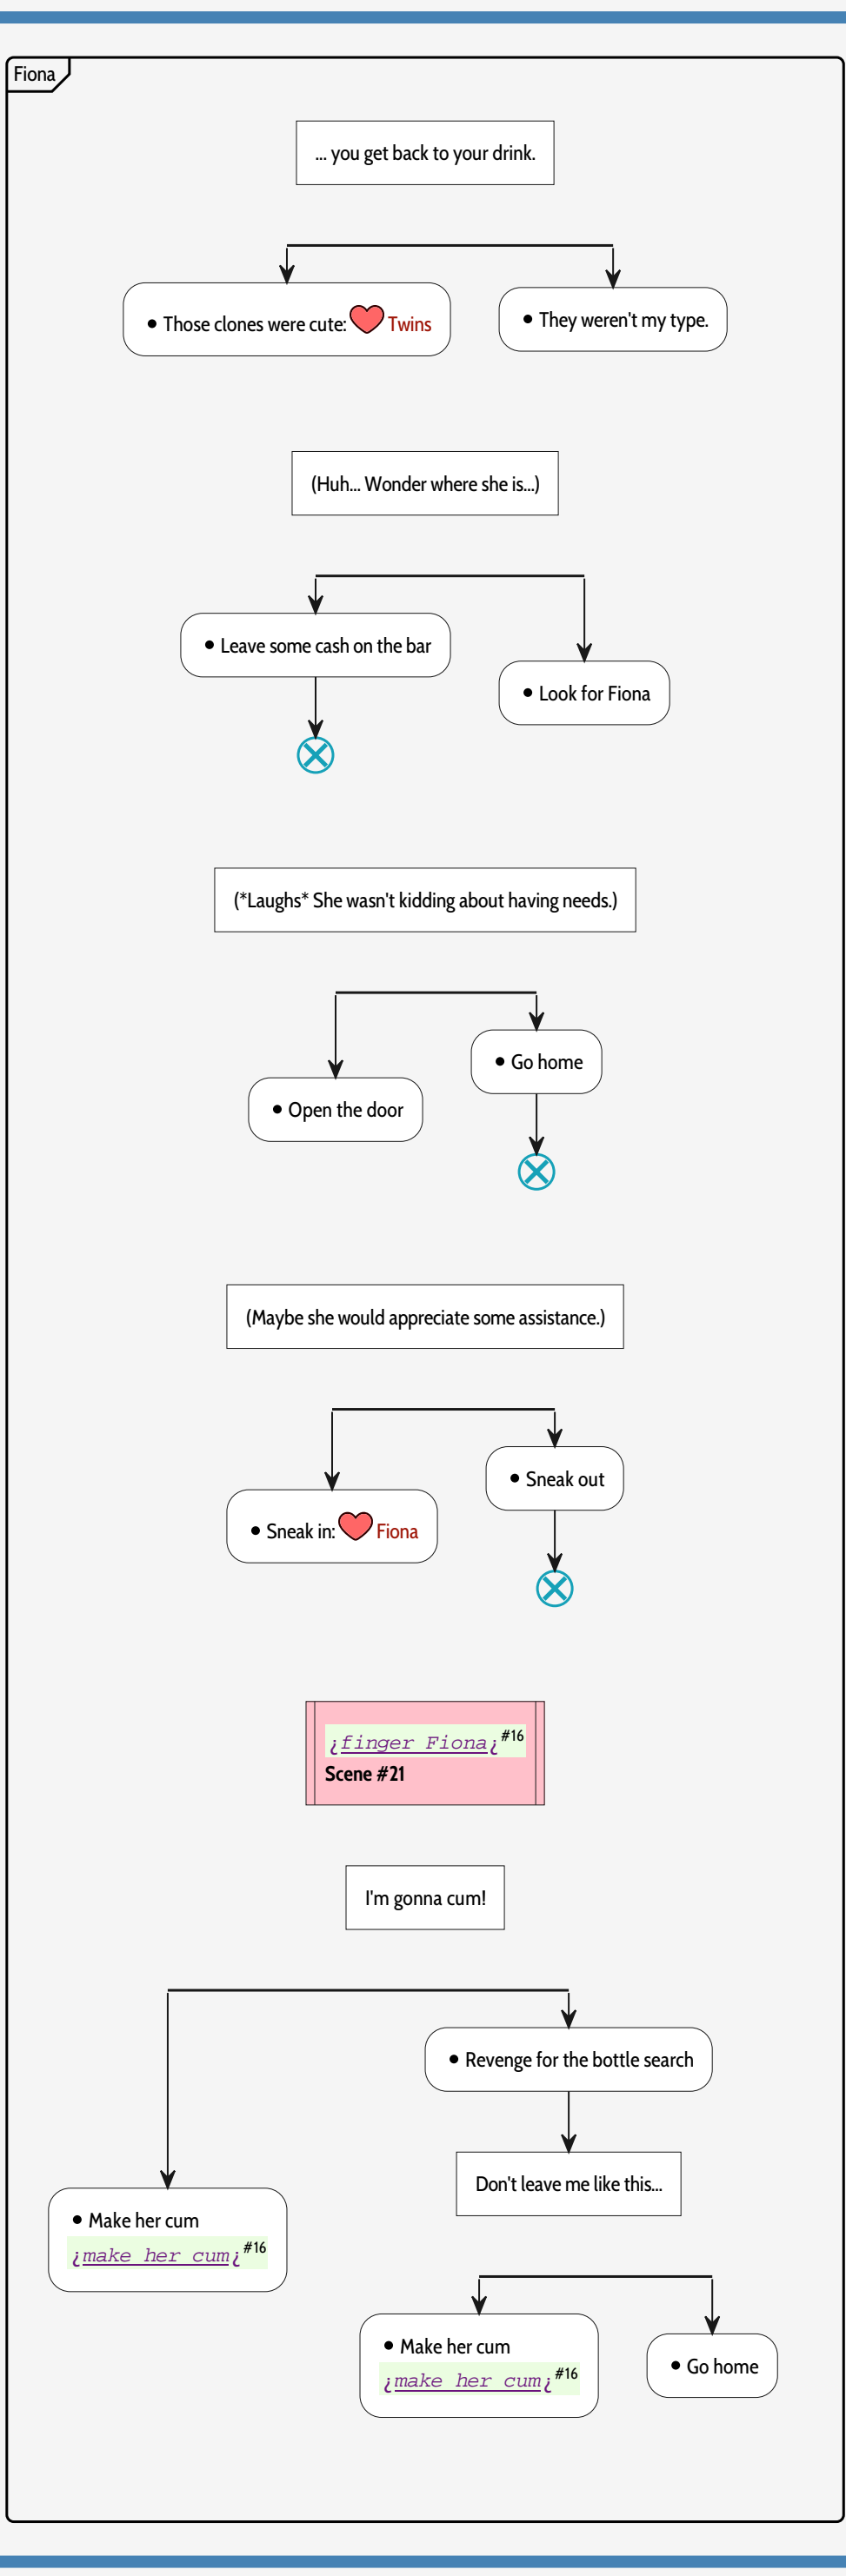 Fiona
... you get back to your drink.
• Those clones were cute: Twins
• They weren't my type.
(Huh... Wonder where she is...)
• Leave some cash on the bar
• Look for Fiona
(*Laughs* She wasn't kidding about having needs.)
• Open the door
• Go home
(Maybe she would appreciate some assistance.)
• Sneak in: Fiona
• Sneak out
¿finger Fiona¿#16
Scene #21
I'm gonna cum!
• Revenge for the bottle search
Don't leave me like this...
• Make her cum
¿make her cum¿#16
• Make her cum
¿make her cum¿#16
• Go home